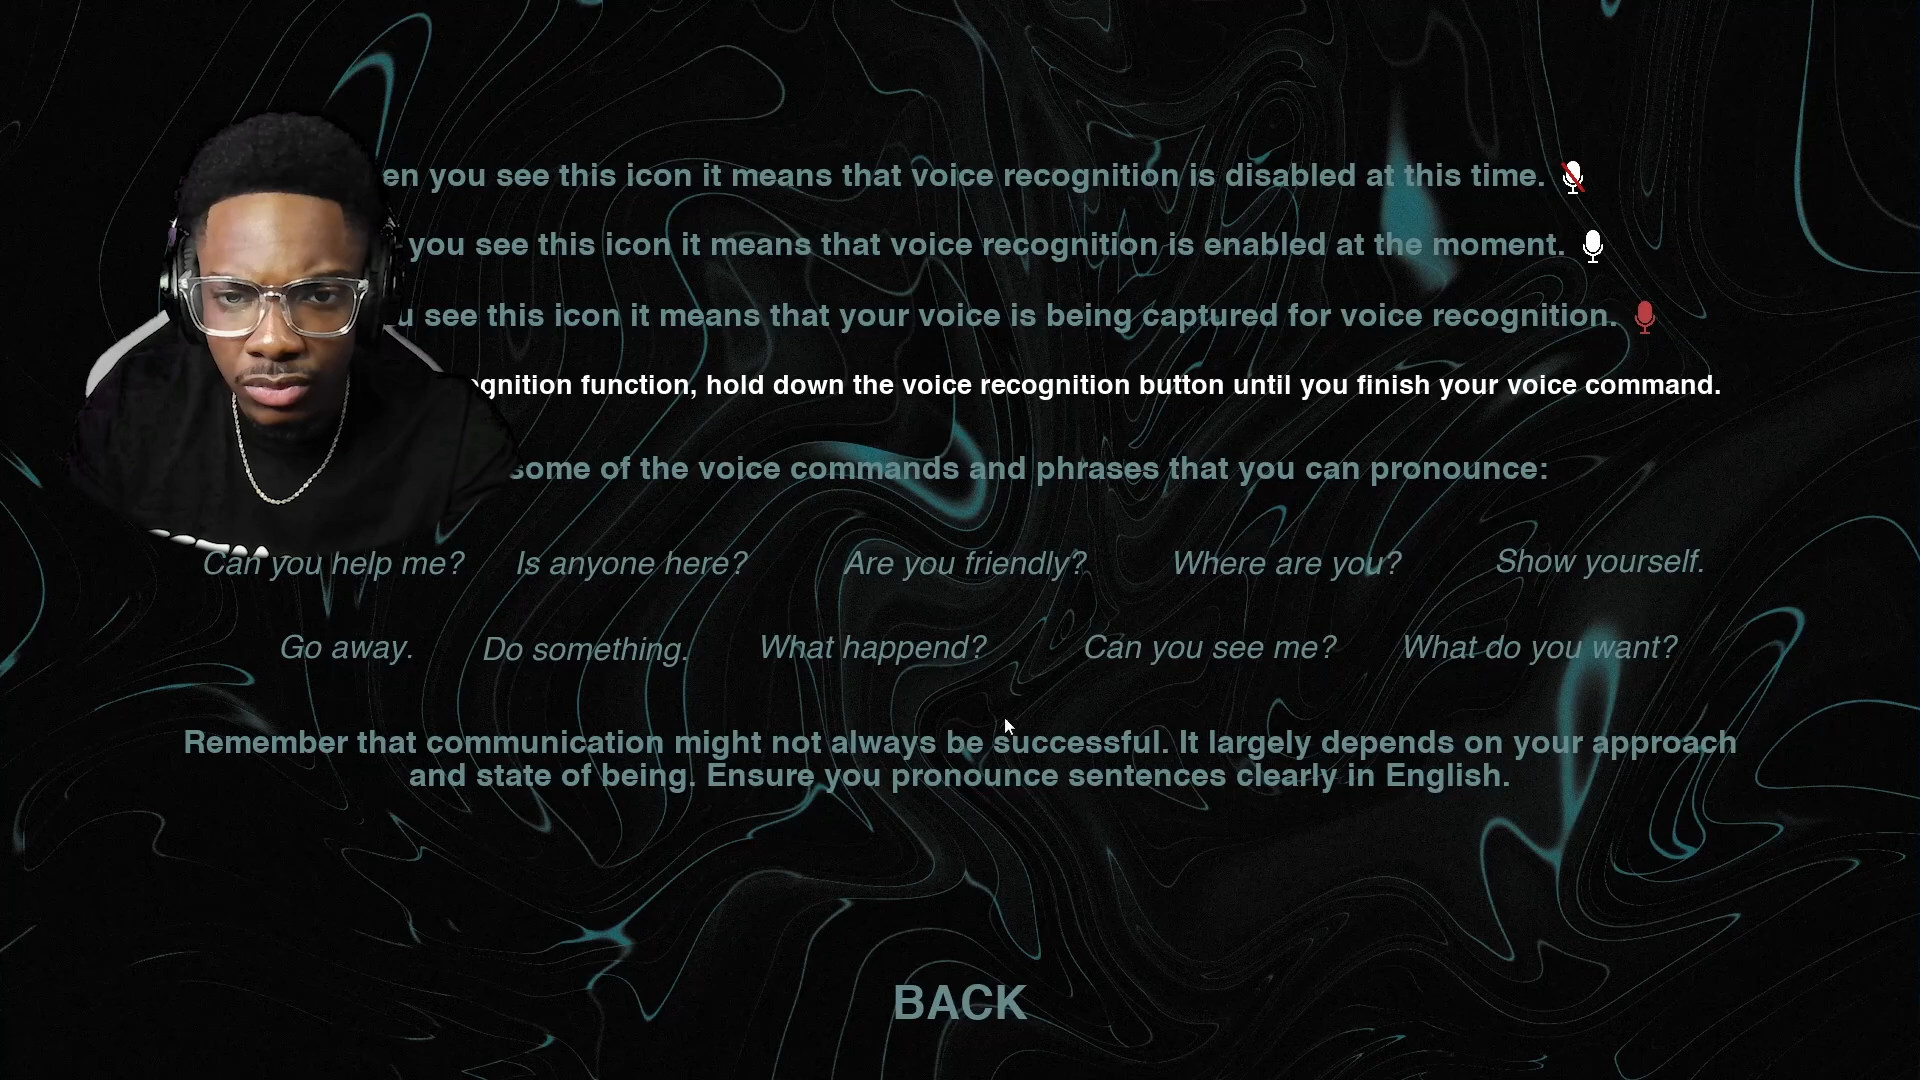 you see this icon it means that voice recognition is disabled at this time.
you see this icon it means that voice recognition is enabled at the moment.
see this icon it means that your voice is being captured for voice recognition.
function, hold down the voice recognition button until you finish your voice command.
some of the voice commands and phrases that you can pronounce:
Can you help me? Is anyone here? Are you friendly? Where are you? Show yourself.
Go away. Do something. What happend? Can you see me? What do you want?
Remember that communication might not always be successful. It largely depends on your approach
and state of being. Ensure you pronounce sentences clearly in English.
BACK